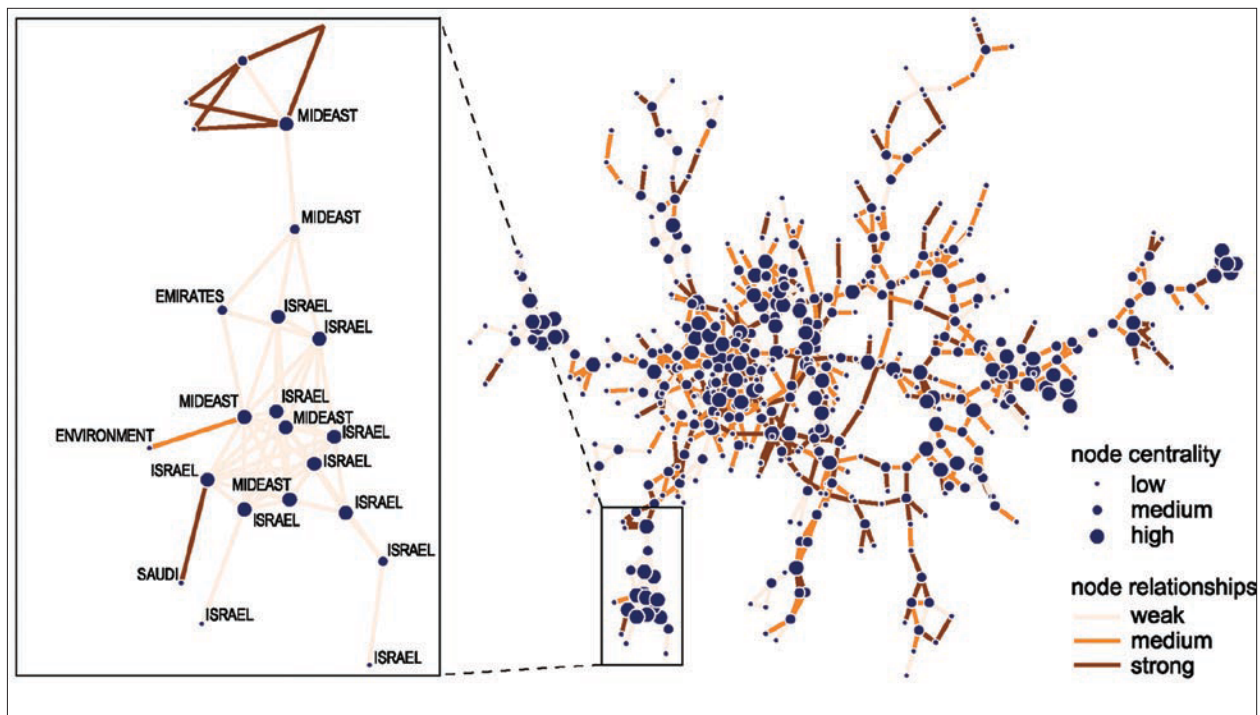 MIDEAST
MIDEAST
EMIRATES
ISRAEL
ISRAEL
MIDEAST
ISRAEL
MIDEAST
ISRAEL
ENVIRONMENT
ISRAEL
ISRAEL
MIDEAST
ISRAEL
ISRAEL
ISRAEL
SAUDI
ISRAEL
ISRAEL
node centrality
low
medium
high
node relationships
weak
medium
strong